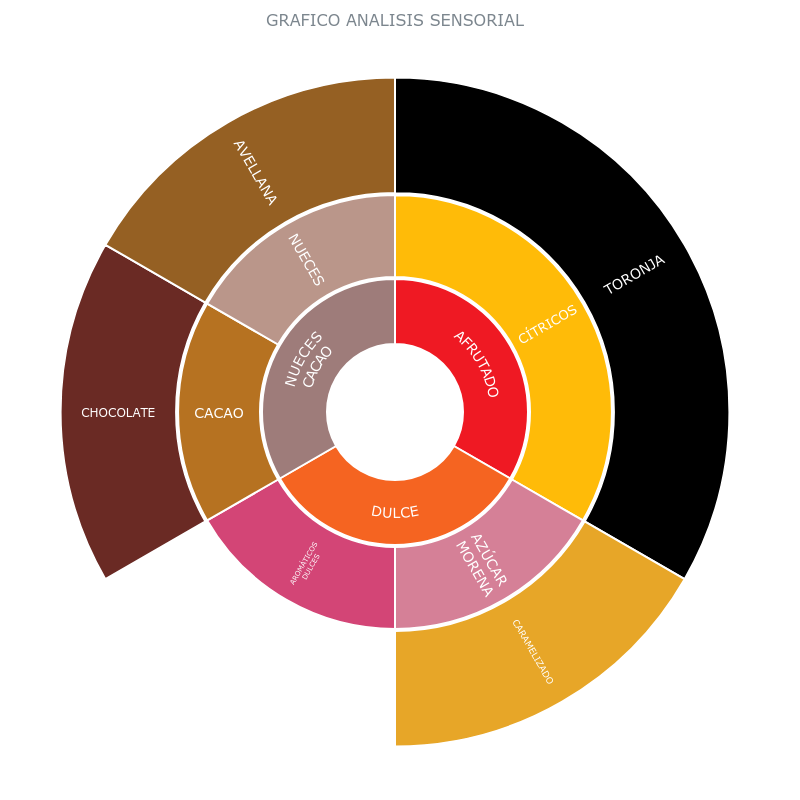 GRAFICO ANALISIS SENSORIAL
AVELLANA
NUECES
NUECES
CACAO
TORONJA
CÍTRICOS
AFRUTADO
CHOCOLATE
CACAO
DULCE
AROMÁTICOS
DULCES
AZÚCAR
MORENA
CARAMELIZADO